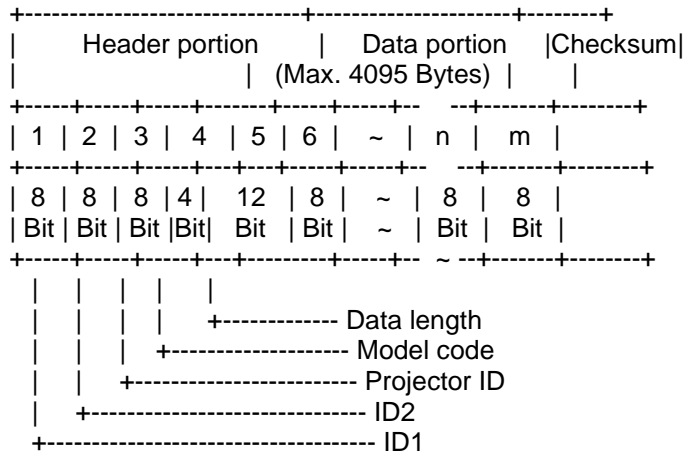 +-----------------------------+----------------------+--------+
| Header portion | Data portion |Checksum|
| | (Max. 4095 Bytes) | |
+-----+-----+-----+-------+-----+-----+-- --+-------+--------+
| 1 | 2 | 3 | 4 | 5 | 6 | ~ | n | m |
+-----+-----+-----+---+---+-----+-----+-- --+-------+--------+
| 8 | 8 | 8 |4| 12 | 8 | ~ | 8 | 8 |
| Bit | Bit | Bit |Bit| Bit | Bit | ~ | Bit | Bit |
+-----+-----+-----+---+---------+-----+-- ~ --+-------+--------+
| | | | |
| | | | +------------- Data length
| | | +------------------- Model code
| | +------------------------ Projector ID
| +------------------------------ ID2
+------------------------------------ ID1